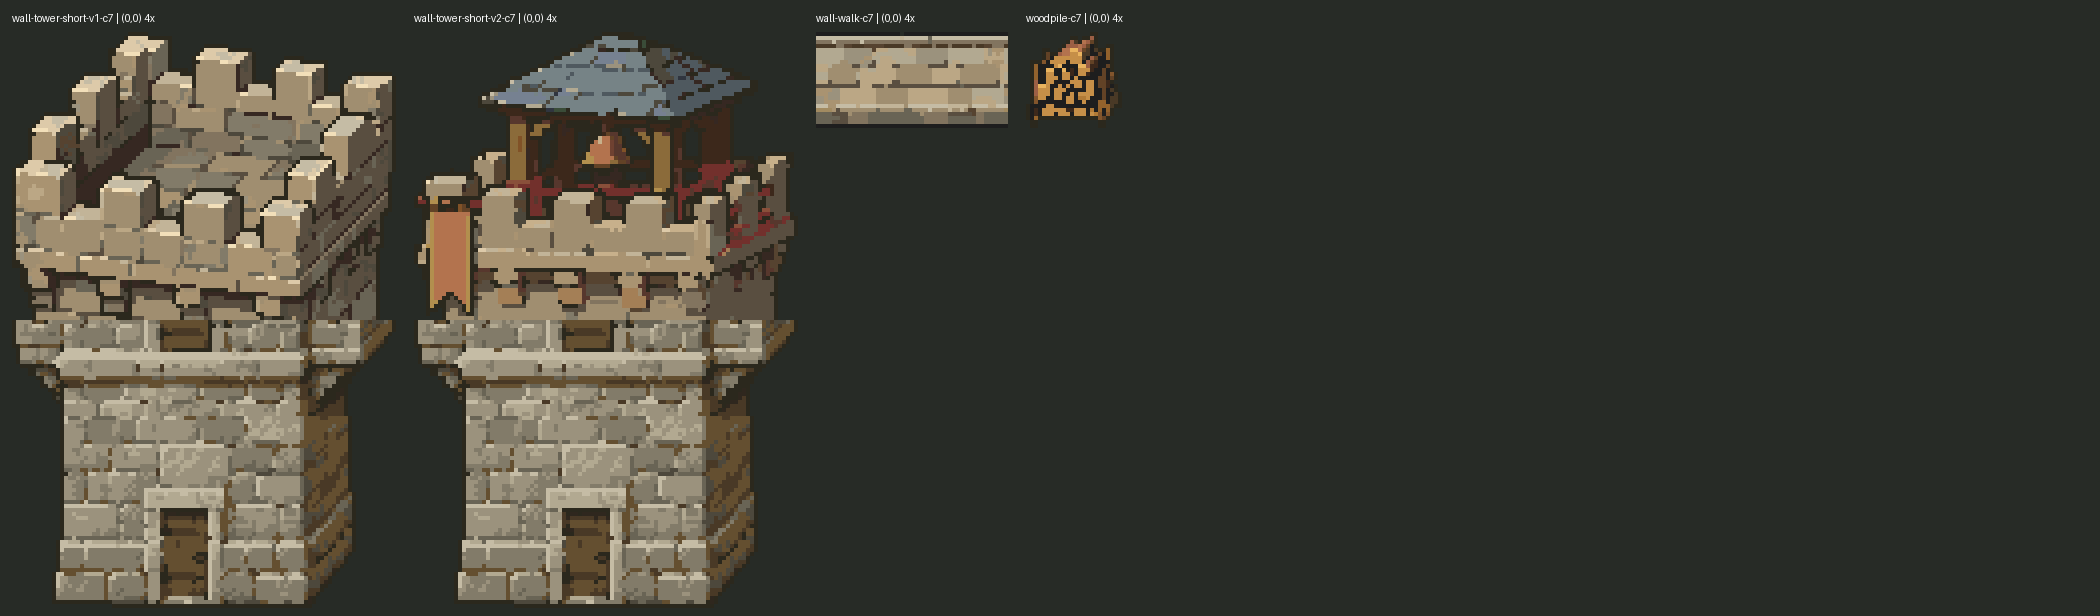 wall-tower-short-v1-c7 | (0,0) 4x
wall-tower-short-v2-c7 | (0,0) 4x
wall-walk-c7 | (0,0) 4x
woodpile-c7 | (0,0) 4x